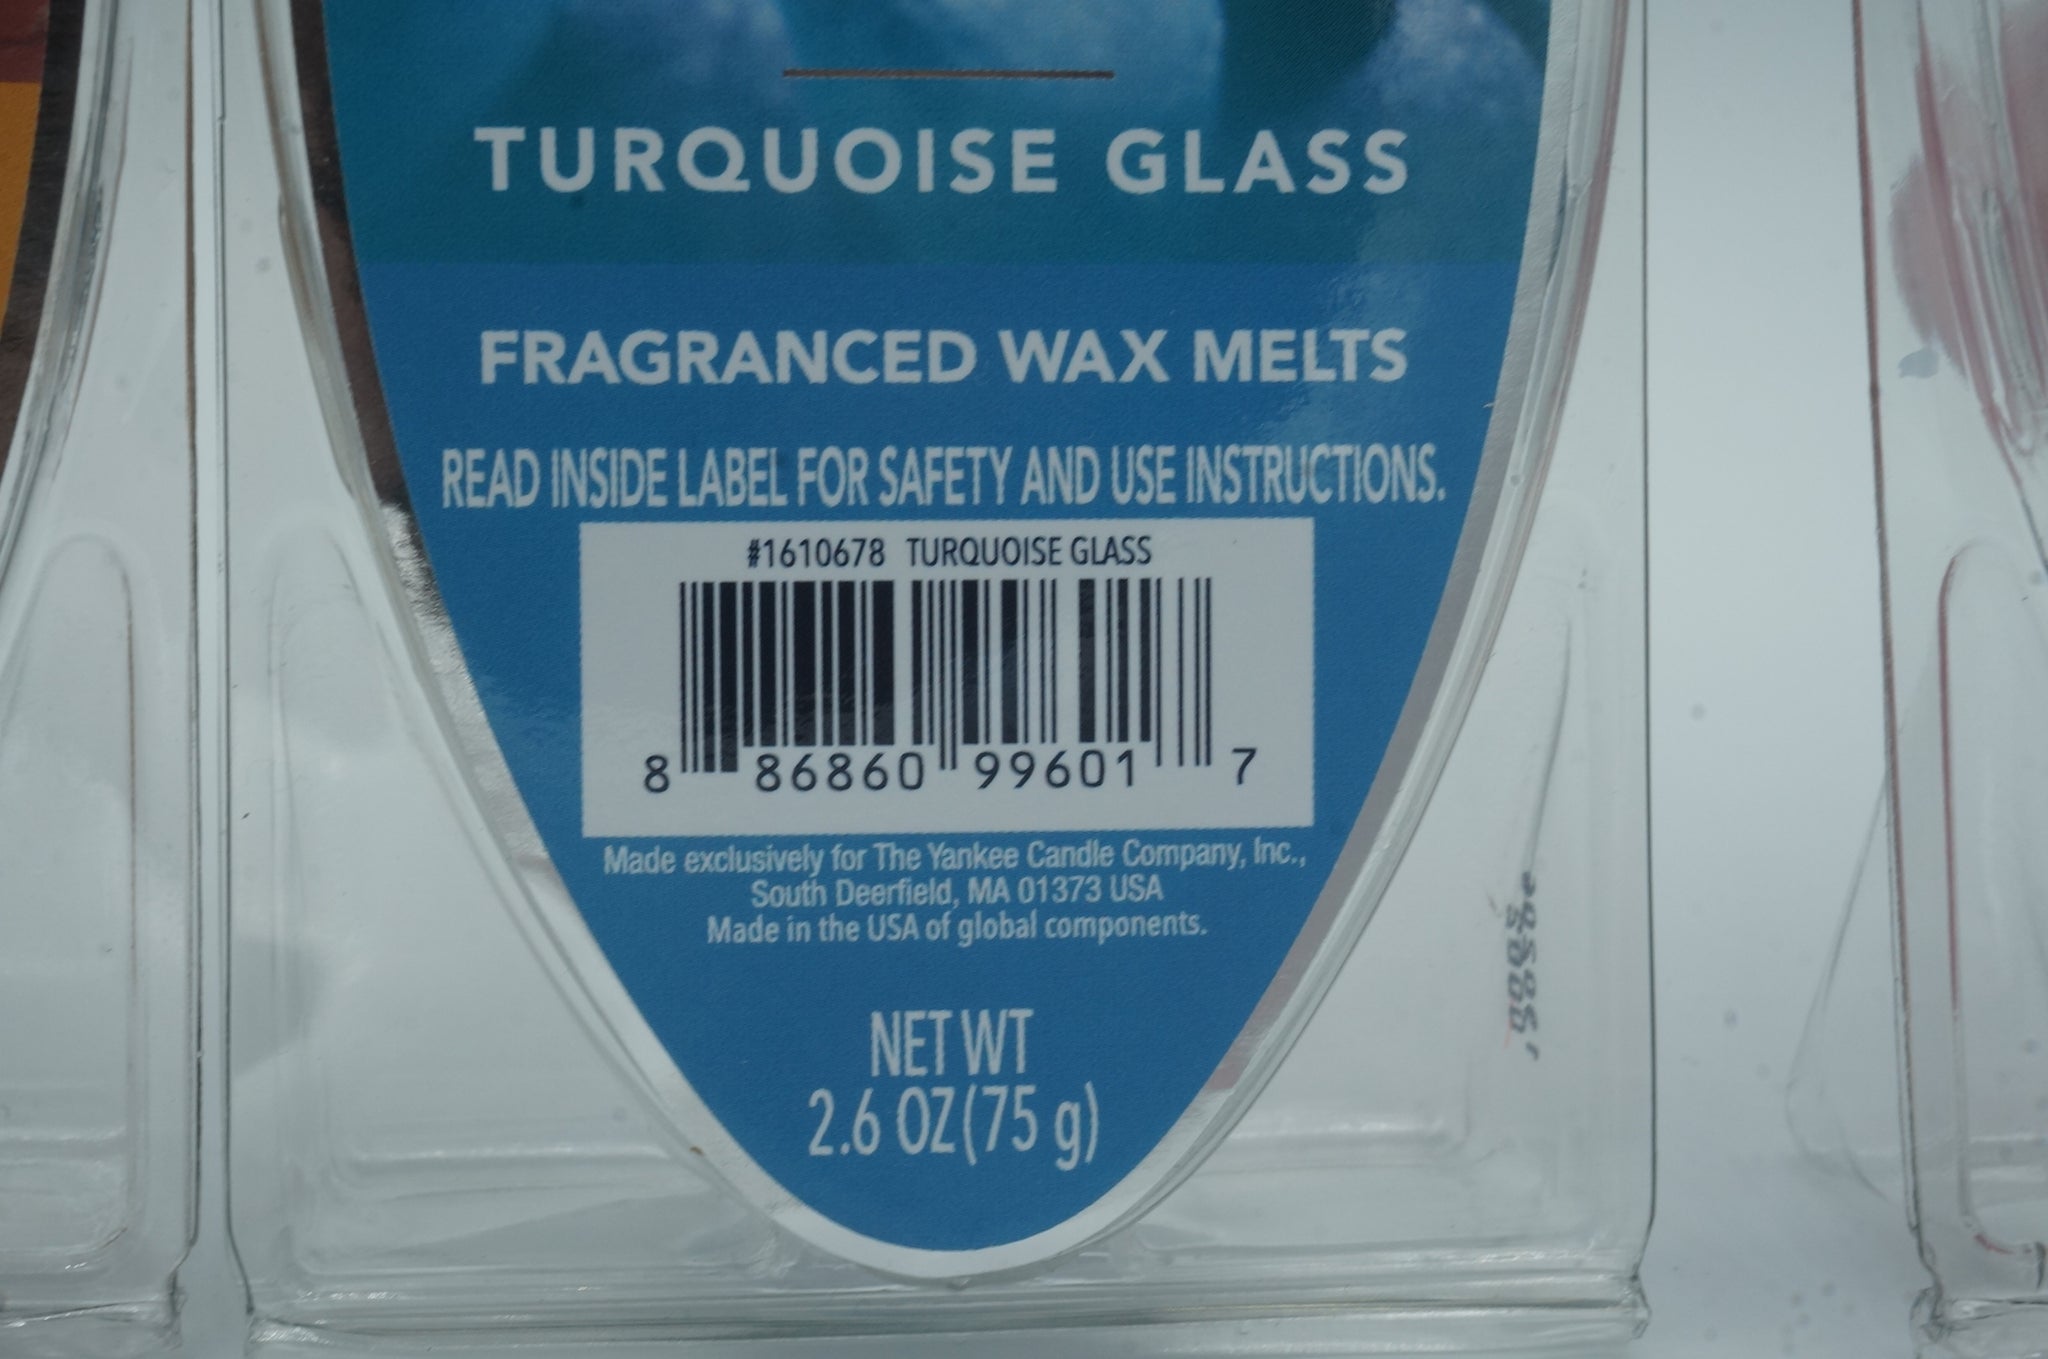 TURQUOISE GLASS
FRAGRANCED WAX MELTS
READ INSIDE LABEL FOR SAFETY AND USE INSTRUCTIONS.
#1610678 TURQUOISE GLASS
8 86860 99601 7
Made exclusively for The Yankee Candle Company, Inc.,
South Deerfield, MA 01373 USA
Made in the USA of global components.
NET WT
2.6 OZ (75 g)